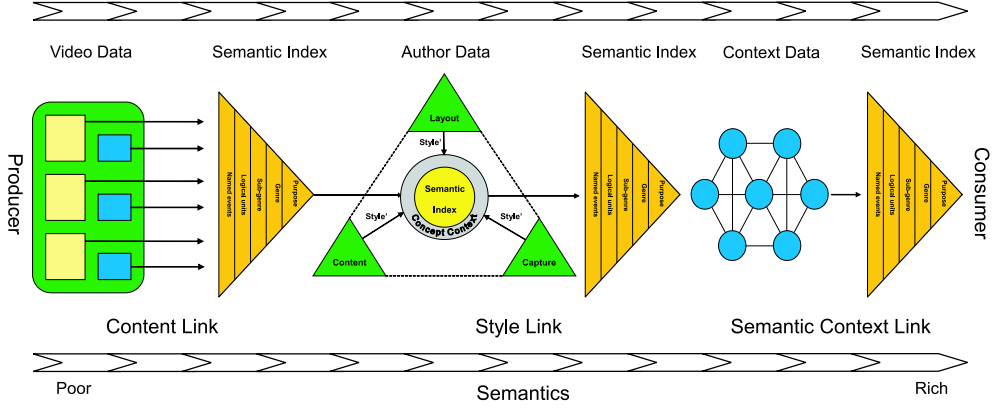 Video Data
Semantic Index
Author Data
Semantic Index
Context Data
Semantic Index
Producer
Named events
Logical units
Sub-genre
Genre
Purpose
Layout
Style'
Semantic
Index
Concept Context
Style'
Content
Style'
Capture
Named events
Logical units
Sub-genre
Genre
Purpose
Named events
Logical units
Sub-genre
Genre
Purpose
Consumer
Content Link
Style Link
Semantic Context Link
Poor
Semantics
Rich